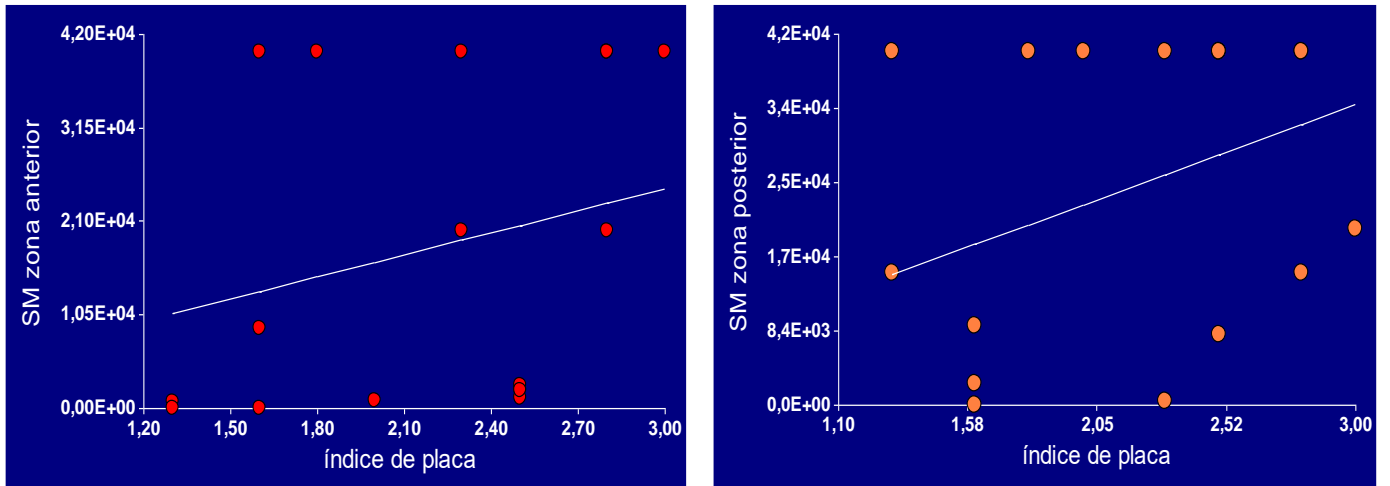 4,20E+04
3,15E+04
2,10E+04
1,05E+04
0,00E+00
SM zona anterior
1,20 1,50 1,80 2,10 2,40 2,70 3,00
índice de placa
4,2E+04
3,4E+04
2,5E+04
1,7E+04
8,4E+03
0,0E+00
SM zona posterior
1,10 1,58 2,05 2,52 3,00
índice de placa